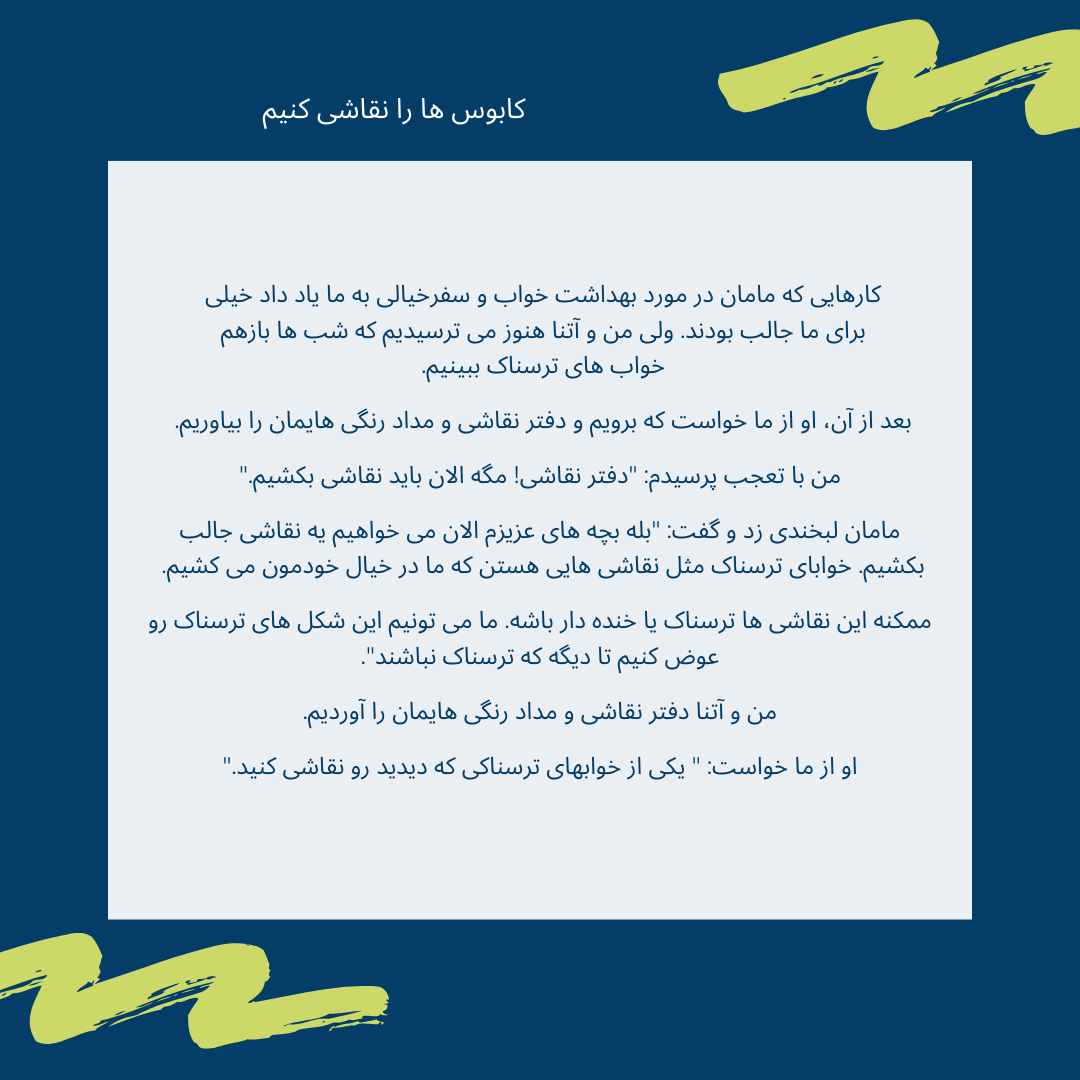 کابوس ها را نقاشی کنیم
کارهایی که مامان در مورد بهداشت خواب و سفرخیالی به ما یاد داد خیلی
برای ما جالب بودند. ولی من و آتنا هنوز می ترسیدیم که شب ها بازهم
خواب های ترسناک ببینیم.
بعد از آن، او از ما خواست که برویم و دفتر نقاشی و مداد رنگی هایمان را بیاوریم.
من با تعجب پرسیدم: "دفتر نقاشی! مگه الان باید نقاشی بکشیم."
مامان لبخندی زد و گفت: "بله بچه های عزیزم الان می خواهیم یه نقاشی جالب
بکشیم. خوابای ترسناک مثل نقاشی هایی هستن که ما در خیال خودمون می کشیم.
ممکنه این نقاشی ها ترسناک یا خنده دار باشه. ما می تونیم این شکل های ترسناک رو
عوض کنیم تا دیگه که ترسناک نباشند".
من و آتنا دفتر نقاشی و مداد رنگی هایمان را آوردیم.
او از ما خواست: " یکی از خوابهای ترسناکی که دیدید رو نقاشی کنید."